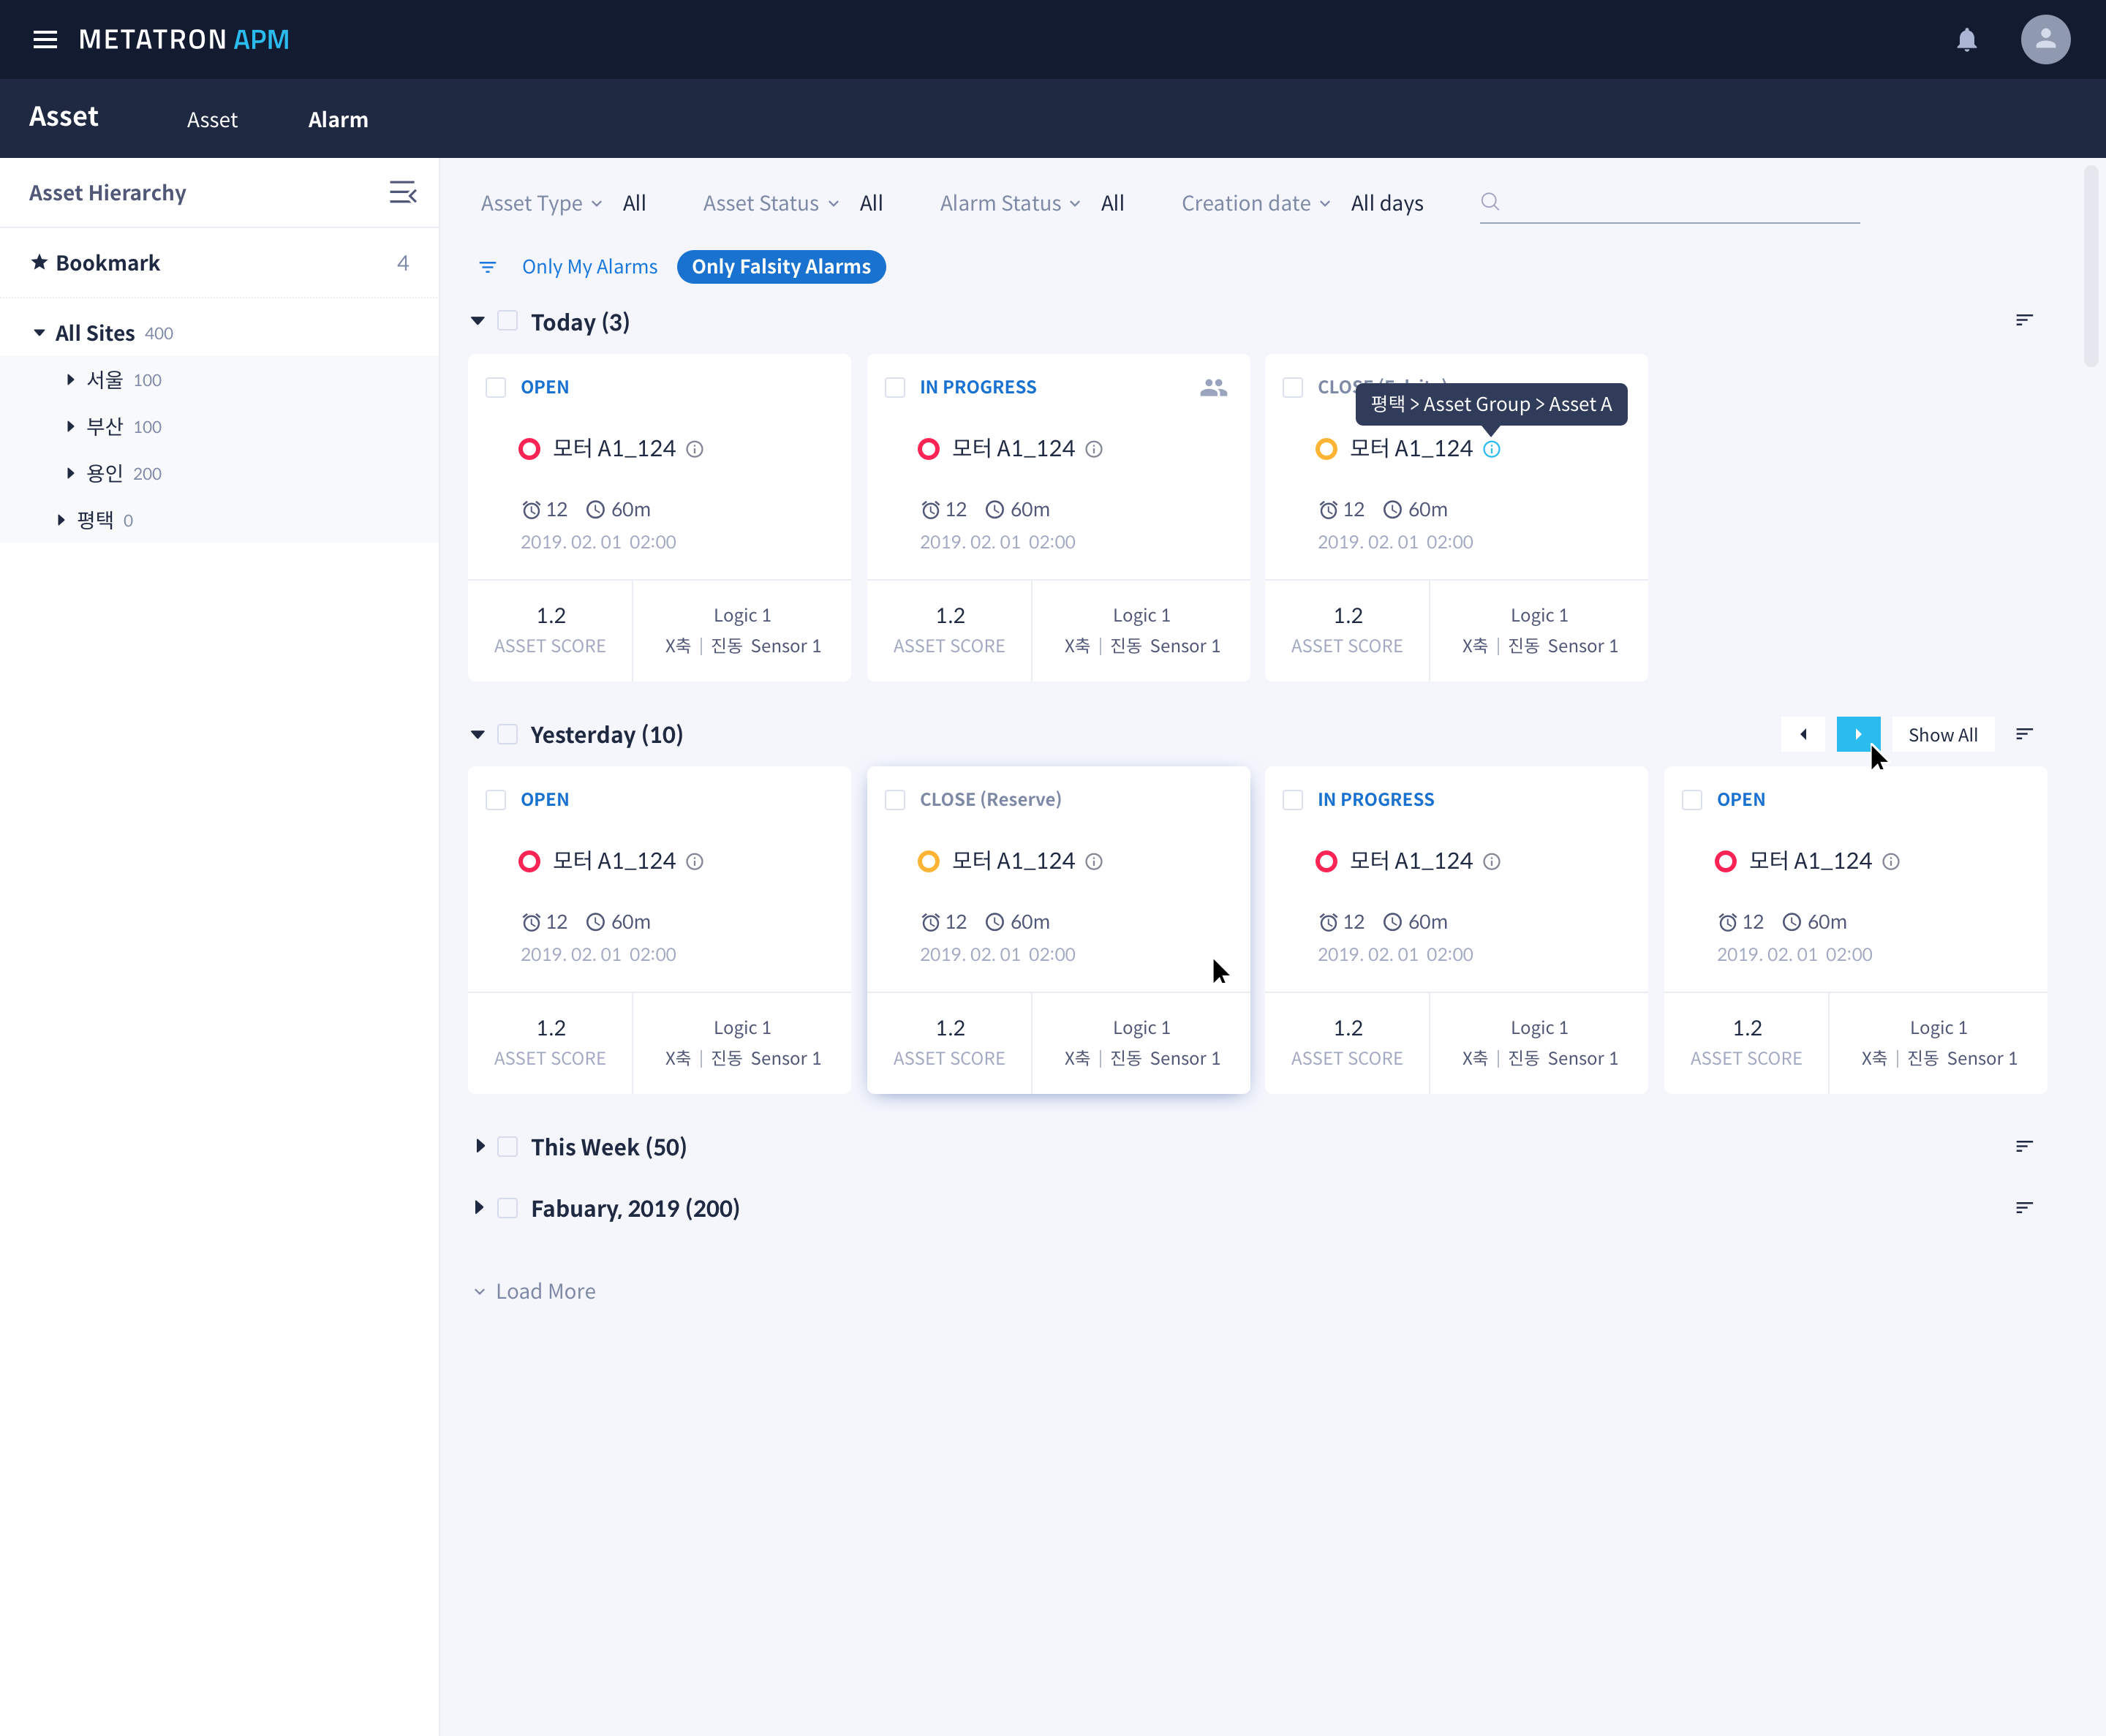 METATRON APM
Asset Asset Alarm
Asset Hierarchy
Bookmark 4
All Sites 400
서울 100
부산 100
용인 200
평택 0
Asset Type All Asset Status All Alarm Status All Creation date All days
Only My Alarms Only Falsity Alarms
Today (3)
OPEN
모터 A1_124
12 60m
2019. 02. 01 02:00
1.2
ASSET SCORE
Logic 1
X축 | 진동 Sensor 1
IN PROGRESS
모터 A1_124
12 60m
2019. 02. 01 02:00
1.2
ASSET SCORE
Logic 1
X축 | 진동 Sensor 1
평택 > Asset Group > Asset A
모터 A1_124
12 60m
2019. 02. 01 02:00
1.2
ASSET SCORE
Logic 1
X축 | 진동 Sensor 1
Yesterday (10) Show All
OPEN
모터 A1_124
12 60m
2019. 02. 01 02:00
1.2
ASSET SCORE
Logic 1
X축 | 진동 Sensor 1
CLOSE (Reserve)
모터 A1_124
12 60m
2019. 02. 01 02:00
1.2
ASSET SCORE
Logic 1
X축 | 진동 Sensor 1
IN PROGRESS
모터 A1_124
12 60m
2019. 02. 01 02:00
1.2
ASSET SCORE
Logic 1
X축 | 진동 Sensor 1
OPEN
모터 A1_124
12 60m
2019. 02. 01 02:00
1.2
ASSET SCORE
Logic 1
X축 | 진동 Sensor 1
This Week (50)
Fabuary, 2019 (200)
Load More